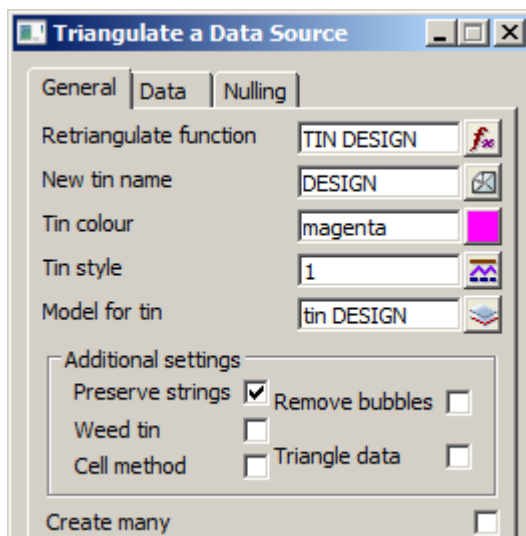 Triangulate a Data Source
General Data Nulling
Retriangulate function TIN DESIGN
New tin name DESIGN
Tin colour magenta
Tin style 1
Model for tin tin DESIGN
Additional settings
Preserve strings Remove bubbles
Weed tin
Cell method Triangle data
Create many